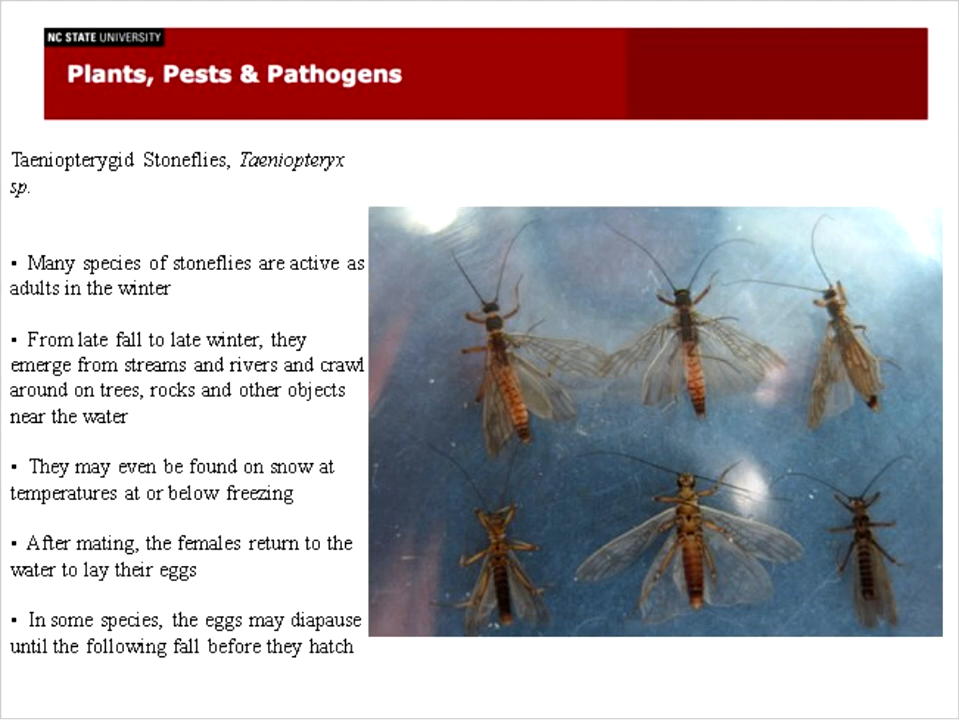 NC STATE UNIVERSITY
Plants, Pests & Pathogens
Taeniopterygid Stoneflies, Taeniopteryx
sp.
▪ Many species of stoneflies are active as
adults in the winter
▪ From late fall to late winter, they
emerge from streams and rivers and crawl
around on trees, rocks and other objects
near the water
▪ They may even be found on snow at
temperatures at or below freezing
▪ After mating, the females return to the
water to lay their eggs
▪ In some species, the eggs may diapause
until the following fall before they hatch